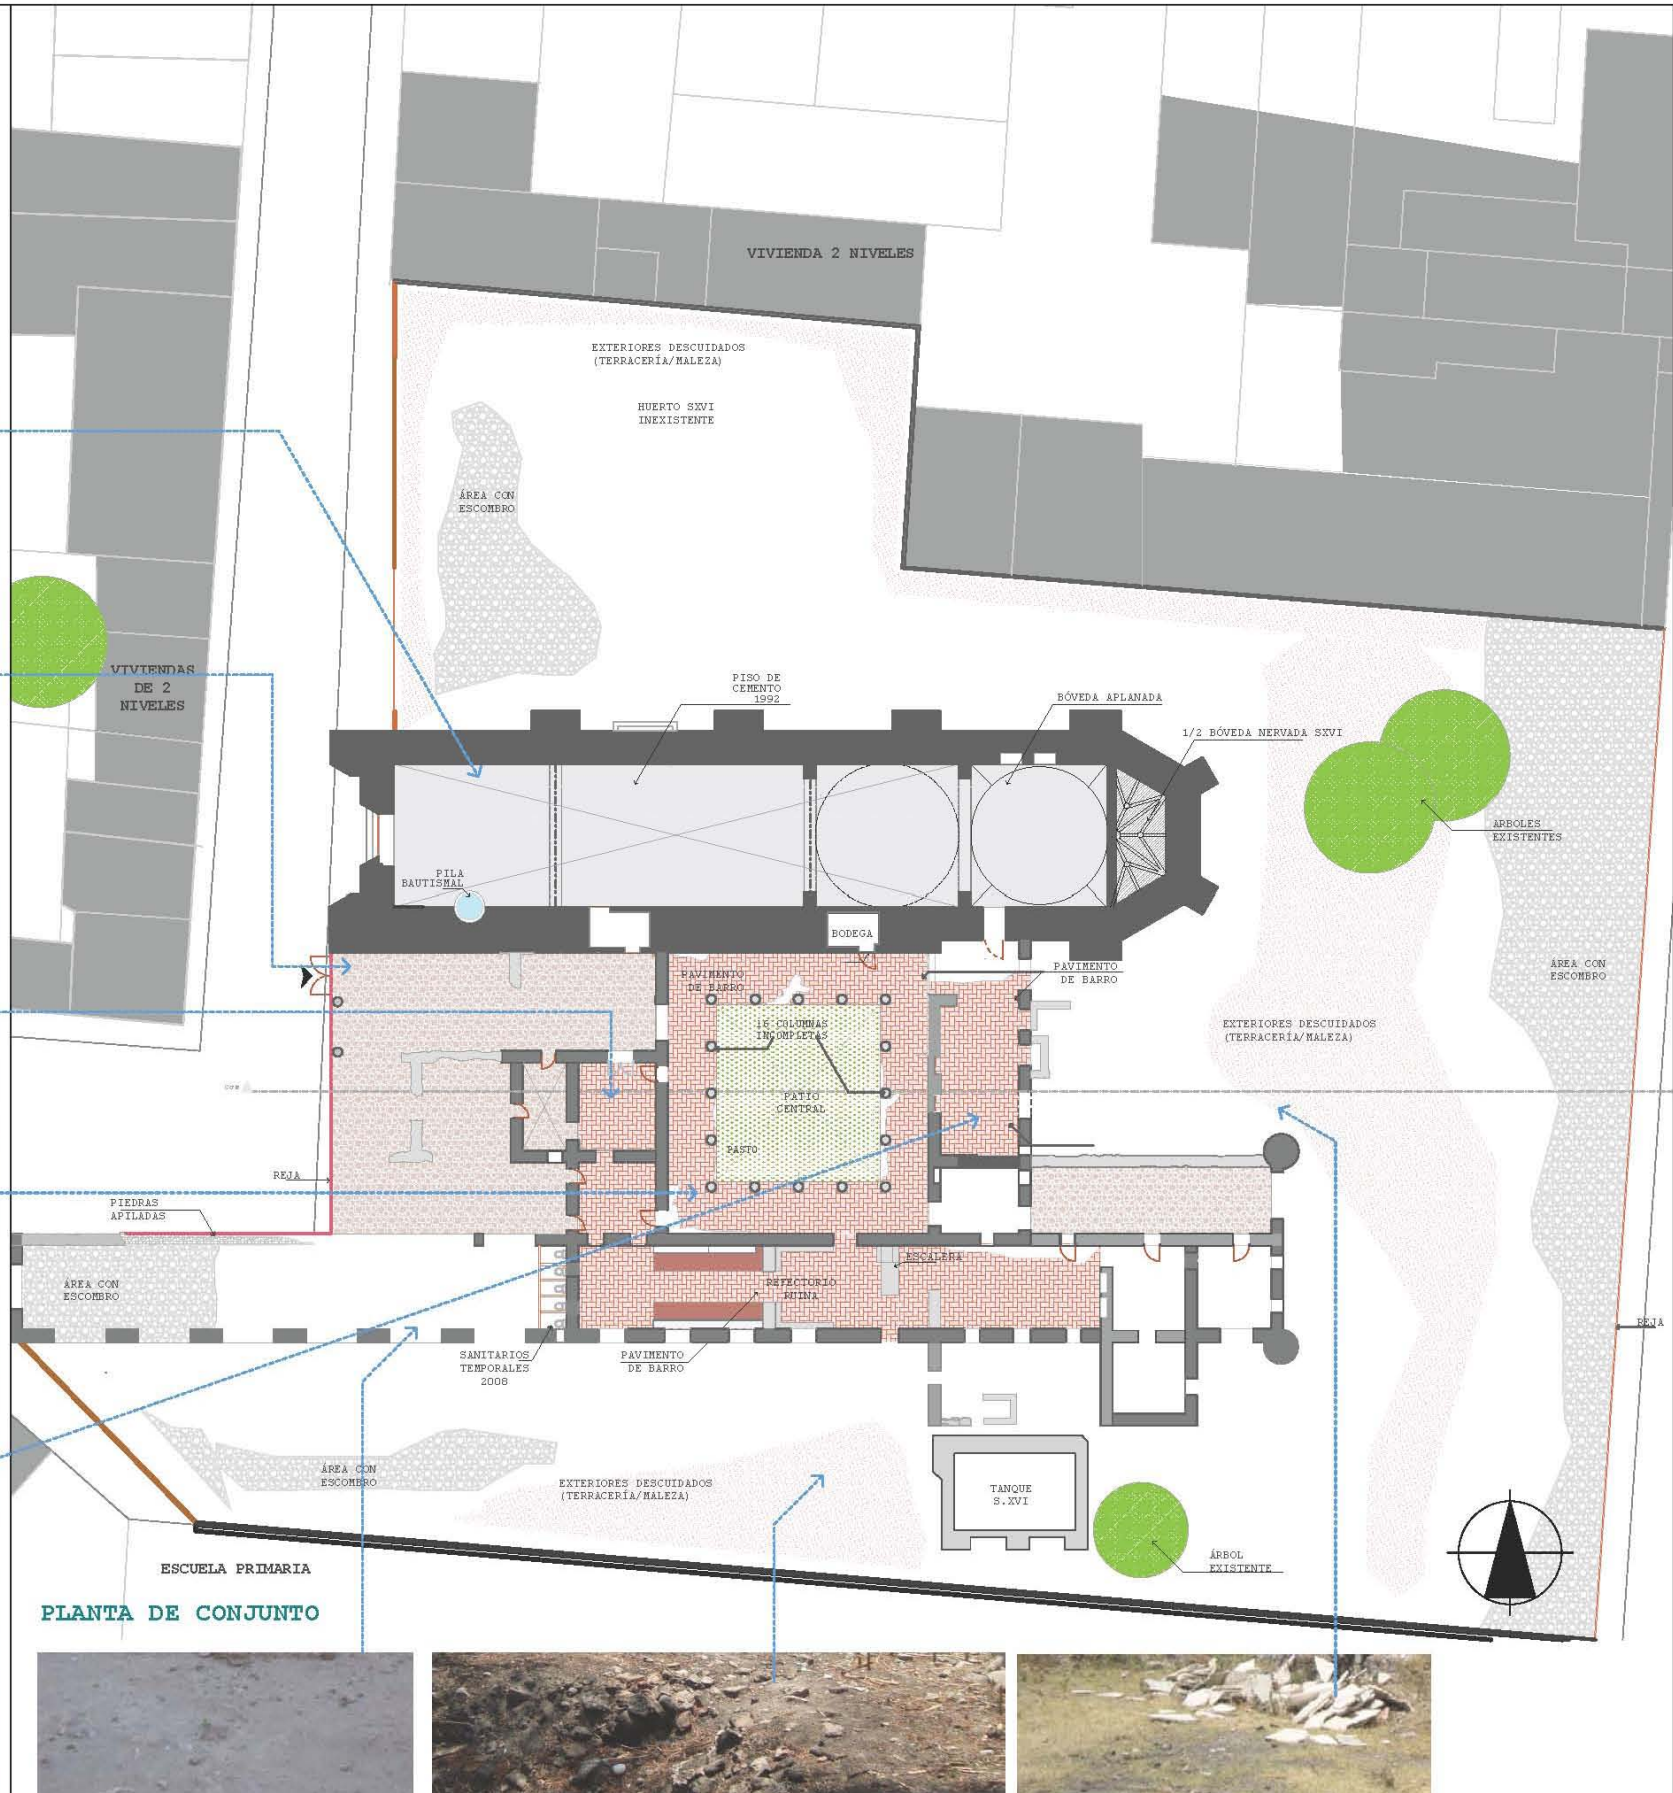 VIVIENDA 2 NIVELES
EXTERIORES DESCUIDADOS
(TERRACERÍA/MALEZA)
HUERTO SXVI
INEXISTENTE
ÁREA CON
ESCOMBRO
VIVIENDAS
DE 2
NIVELES
PISO DE
CEMENTO
1992
BÓVEDA APLANADA
1/2 BÓVEDA NERVADA SXVI
ARBOLES
EXISTENTES
PILA
BAUTISMAL
BODEGA
PAVIMENTO
DE BARRO
PAVIMENTO
DE BARRO
ÁREA CON
ESCOMBRO
16 COLUMNAS
INCOMPLETAS
EXTERIORES DESCUIDADOS
(TERRACERÍA/MALEZA)
PATIO
CENTRAL
PASTO
REJA
PIEDRAS
APILADAS
ÁREA CON
ESCOMBRO
ESCALERA
REFECTORIO
RUINA
REJA
SANITARIOS
TEMPORALES
2008
PAVIMENTO
DE BARRO
ÁREA CON
ESCOMBRO
EXTERIORES DESCUIDADOS
(TERRACERÍA/MALEZA)
TANQUE
S.XVI
ÁRBOL
EXISTENTE
ESCUELA PRIMARIA
PLANTA DE CONJUNTO